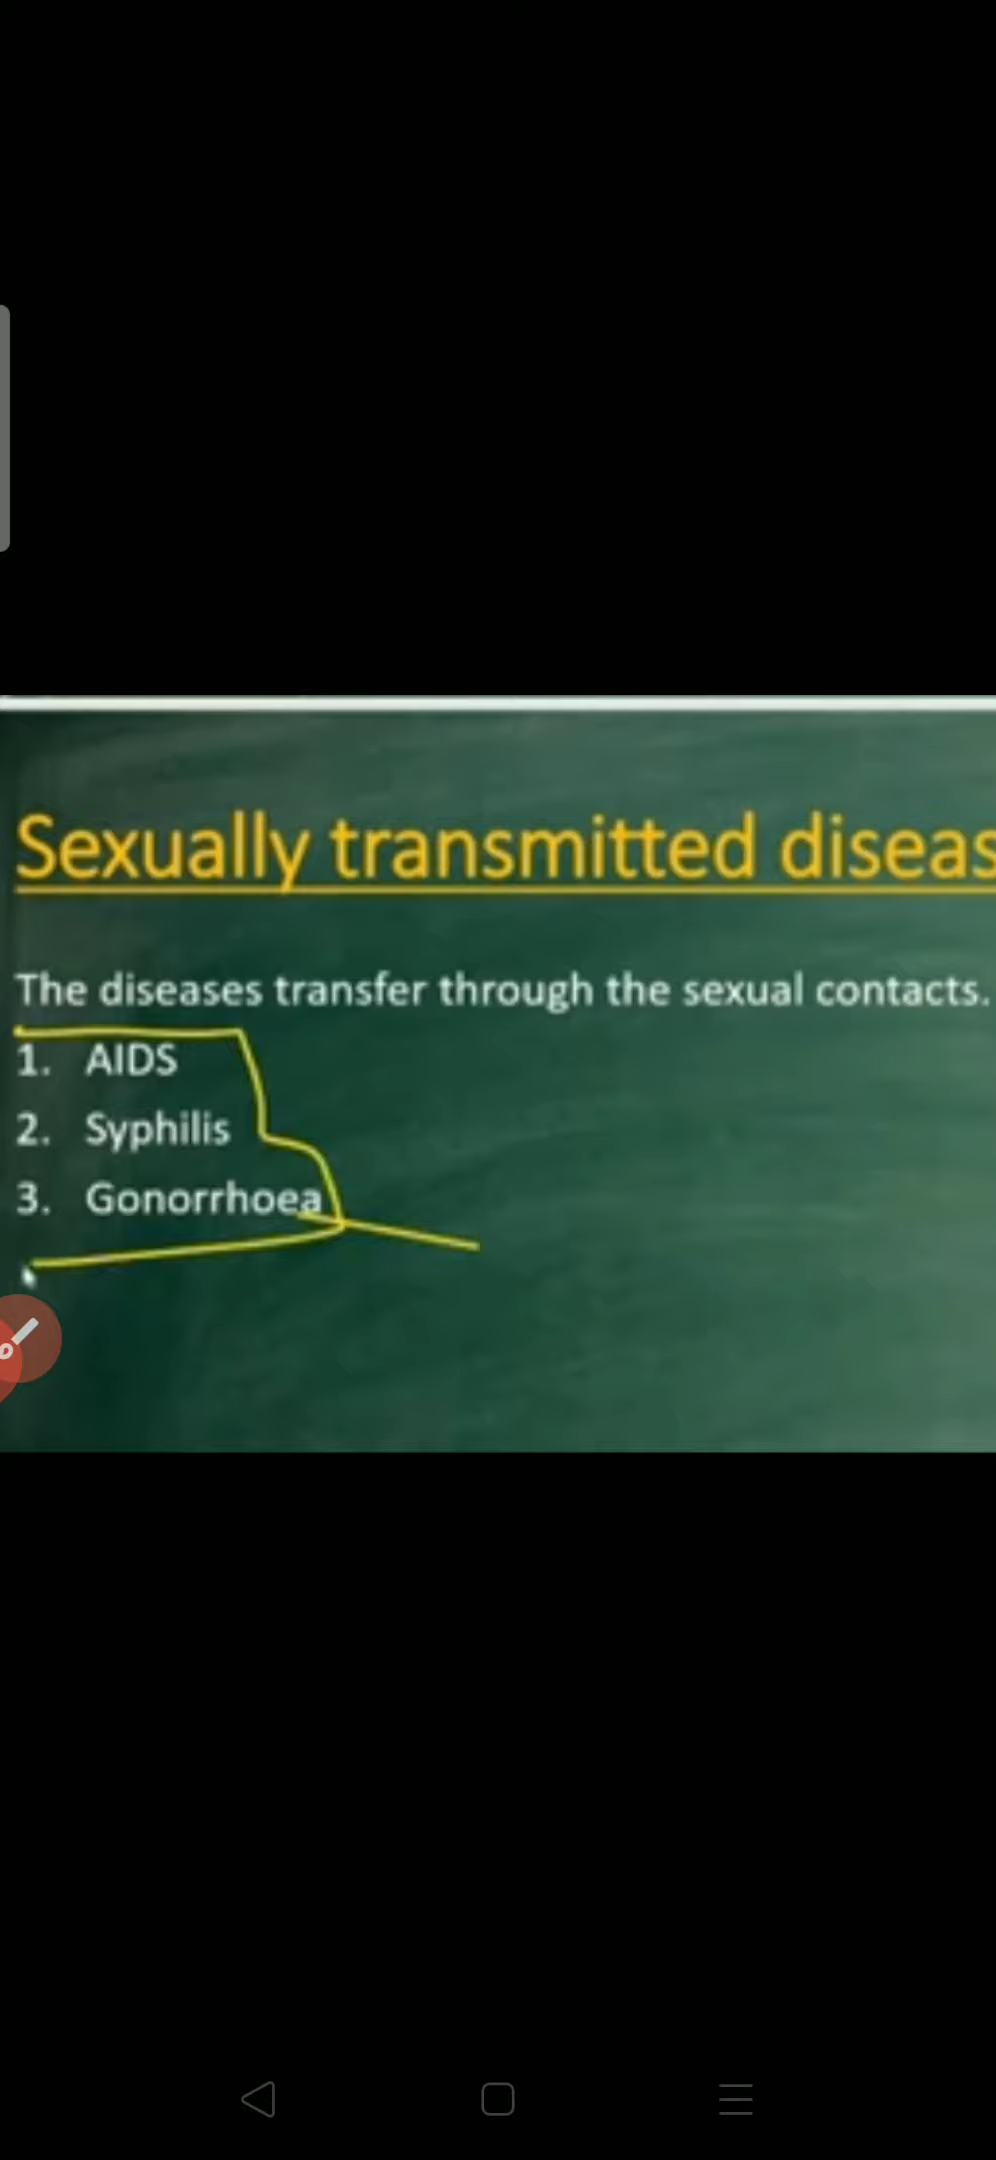 Sexually transmitted diseas
The diseases transfer through the sexual contacts.
1. AIDS
2. Syphilis
3. Gonorrhoea